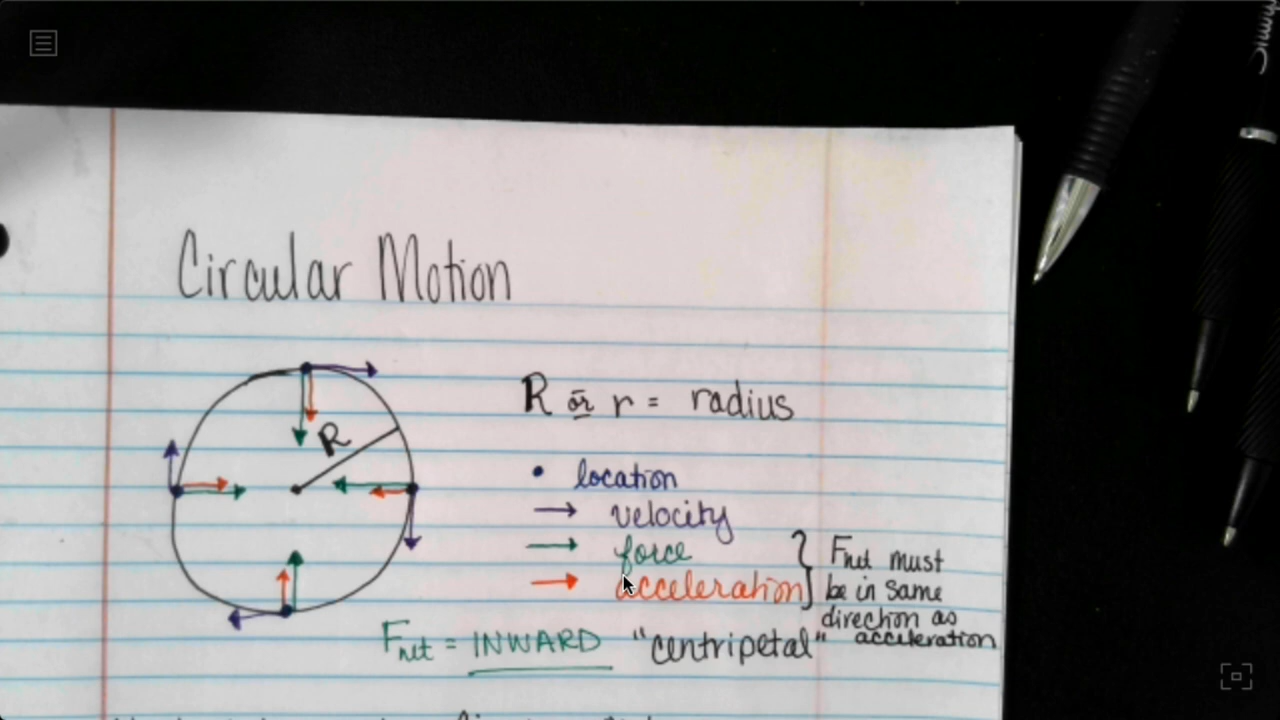 Circular Motion
R
R or r = radius
• location
→ velocity
→ force
→ acceleration
Fnet must
be in same
direction as
acceleration
Fnet = INWARD "centripetal"